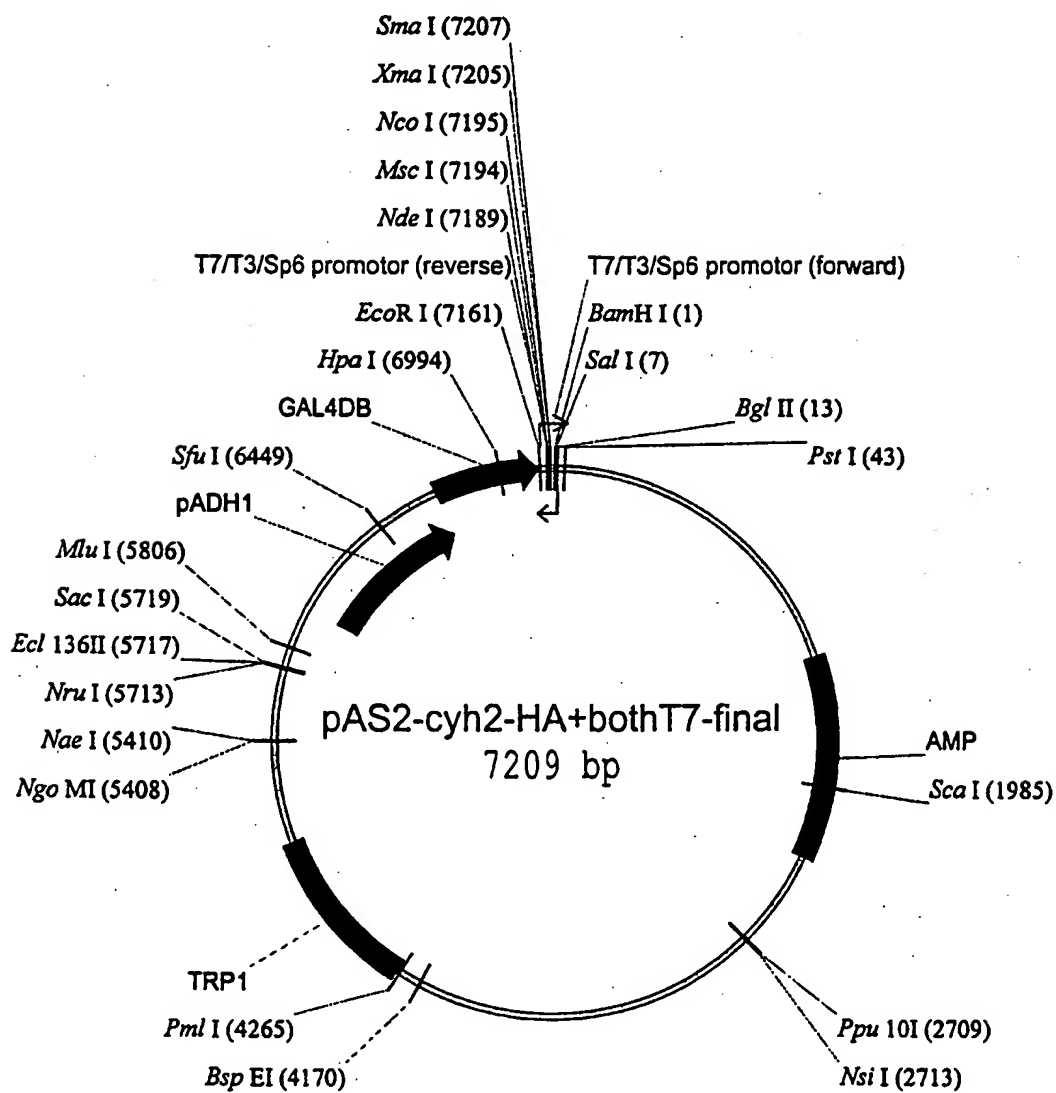 Sma I (7207)
Xma I (7205)
Nco I (7195)
Msc I (7194)
Nde I (7189)
T7/T3/Sp6 promotor (reverse)
T7/T3/Sp6 promotor (forward)
EcoR I (7161)
BamH I (1)
Hpa I (6994)
Sal I (7)
GAL4DB
Bgl II (13)
Sfu I (6449)
Pst I (43)
pADH1
Mlu I (5806)
Sac I (5719)
Ecl 136II (5717)
Nru I (5713)
Nae I (5410)
Ngo MI (5408)
pAS2-cyh2-HA+bothT7-final
7209 bp
AMP
Sca I (1985)
TRP1
Pml I (4265)
Bsp EI (4170)
Ppu 10I (2709)
Nsi I (2713)